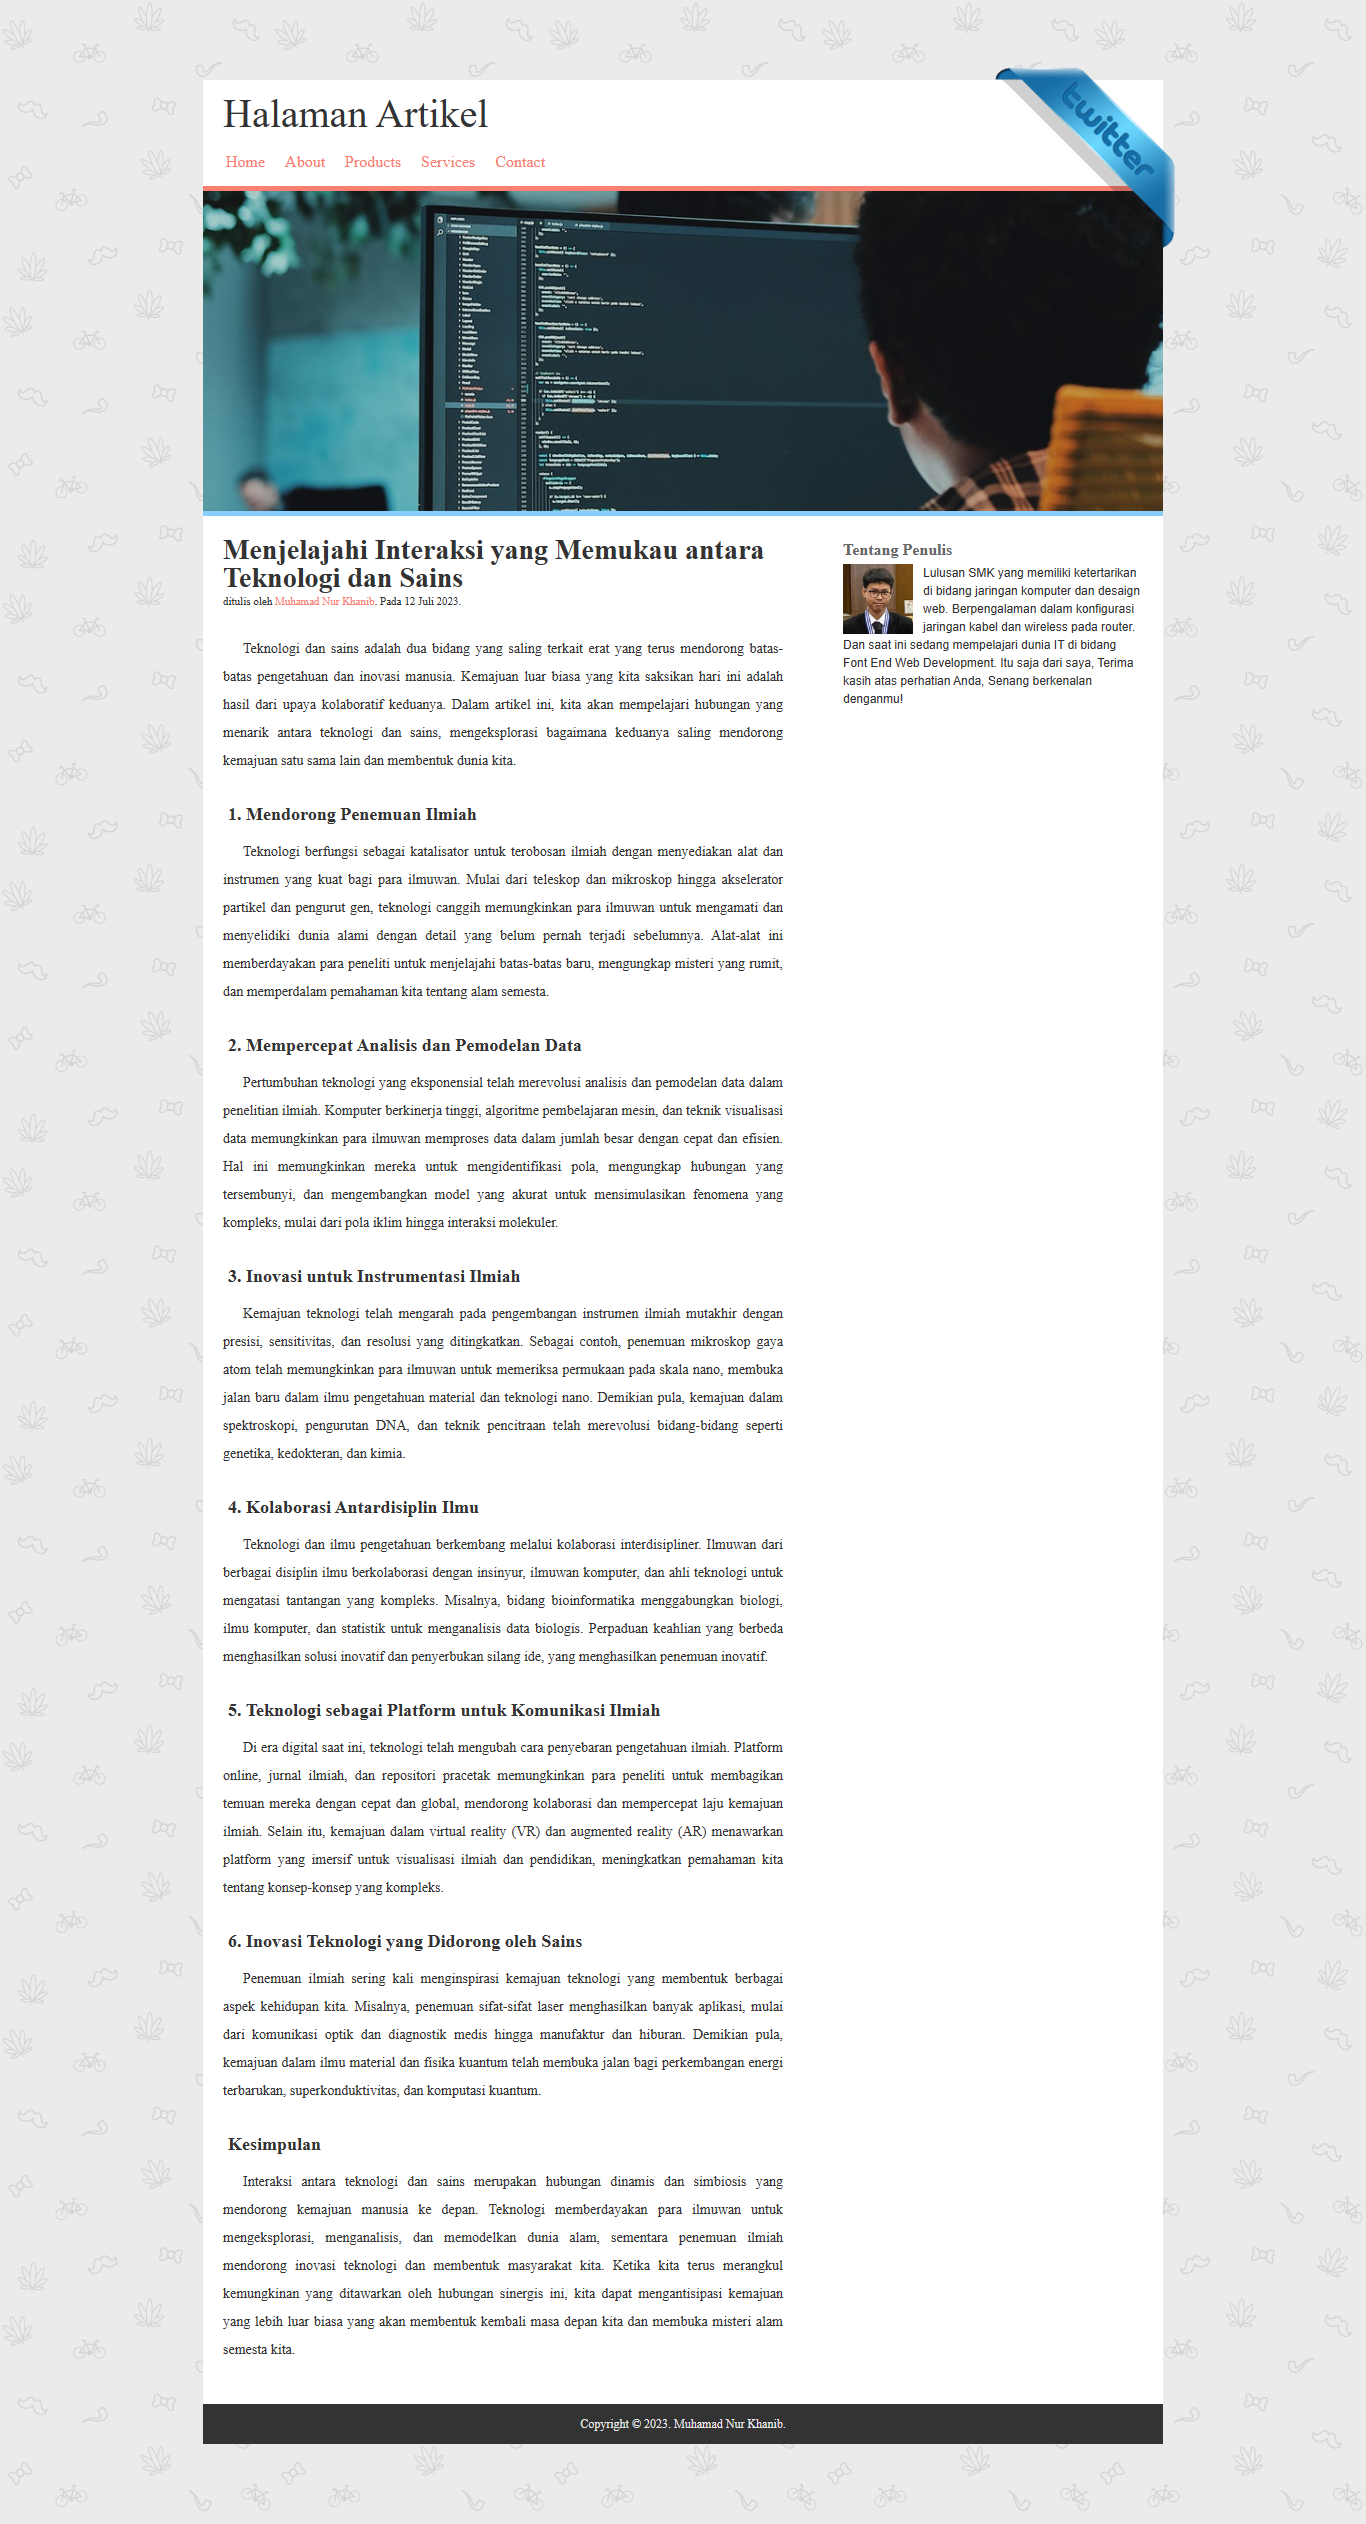 Halaman Artikel
twitter
Home About Products Services Contact
Menjelajahi Interaksi yang Memukau antara
Teknologi dan Sains
ditulis oleh Muhamad Nur Khanib. Pada 12 Juli 2023.
Teknologi dan sains adalah dua bidang yang saling terkait erat yang terus mendorong batas-
batas pengetahuan dan inovasi manusia. Kemajuan luar biasa yang kita saksikan hari ini adalah
hasil dari upaya kolaboratif keduanya. Dalam artikel ini, kita akan mempelajari hubungan yang
menarik antara teknologi dan sains, mengeksplorasi bagaimana keduanya saling mendorong
kemajuan satu sama lain dan membentuk dunia kita.
1. Mendorong Penemuan Ilmiah
Teknologi berfungsi sebagai katalisator untuk terobosan ilmiah dengan menyediakan alat dan
instrumen yang kuat bagi para ilmuwan. Mulai dari teleskop dan mikroskop hingga akselerator
partikel dan pengurut gen, teknologi canggih memungkinkan para ilmuwan untuk mengamati dan
menyelidiki dunia alami dengan detail yang belum pernah terjadi sebelumnya. Alat-alat ini
memberdayakan para peneliti untuk menjelajahi batas-batas baru, mengungkap misteri yang rumit,
dan memperdalam pemahaman kita tentang alam semesta.
2. Mempercepat Analisis dan Pemodelan Data
Pertumbuhan teknologi yang eksponensial telah merevolusi analisis dan pemodelan data dalam
penelitian ilmiah. Komputer berkinerja tinggi, algoritme pembelajaran mesin, dan teknik visualisasi
data memungkinkan para ilmuwan memproses data dalam jumlah besar dengan cepat dan efisien.
Hal ini memungkinkan mereka untuk mengidentifikasi pola, mengungkap hubungan yang
tersembunyi, dan mengembangkan model yang akurat untuk mensimulasikan fenomena yang
kompleks, mulai dari pola iklim hingga interaksi molekuler.
3. Inovasi untuk Instrumentasi Ilmiah
Kemajuan teknologi telah mengarah pada pengembangan instrumen ilmiah mutakhir dengan
presisi, sensitivitas, dan resolusi yang ditingkatkan. Sebagai contoh, penemuan mikroskop gaya
atom telah memungkinkan para ilmuwan untuk memeriksa permukaan pada skala nano, membuka
jalan baru dalam ilmu pengetahuan material dan teknologi nano. Demikian pula, kemajuan dalam
spektroskopi, pengurutan DNA, dan teknik pencitraan telah merevolusi bidang-bidang seperti
genetika, kedokteran, dan kimia.
4. Kolaborasi Antardisiplin Ilmu
Teknologi dan ilmu pengetahuan berkembang melalui kolaborasi interdisipliner. Ilmuwan dari
berbagai disiplin ilmu berkolaborasi dengan insinyur, ilmuwan komputer, dan ahli teknologi untuk
mengatasi tantangan yang kompleks. Misalnya, bidang bioinformatika menggabungkan biologi,
ilmu komputer, dan statistik untuk menganalisis data biologis. Perpaduan keahlian yang berbeda
menghasilkan solusi inovatif dan penyerbukan silang ide, yang menghasilkan penemuan inovatif.
5. Teknologi sebagai Platform untuk Komunikasi Ilmiah
Di era digital saat ini, teknologi telah mengubah cara penyebaran pengetahuan ilmiah. Platform
online, jurnal ilmiah, dan repositori pracetak memungkinkan para peneliti untuk membagikan
temuan mereka dengan cepat dan global, mendorong kolaborasi dan mempercepat laju kemajuan
ilmiah. Selain itu, kemajuan dalam virtual reality (VR) dan augmented reality (AR) menawarkan
platform yang imersif untuk visualisasi ilmiah dan pendidikan, meningkatkan pemahaman kita
tentang konsep-konsep yang kompleks.
6. Inovasi Teknologi yang Didorong oleh Sains
Penemuan ilmiah sering kali menginspirasi kemajuan teknologi yang membentuk berbagai
aspek kehidupan kita. Misalnya, penemuan sifat-sifat laser menghasilkan banyak aplikasi, mulai
dari komunikasi optik dan diagnostik medis hingga manufaktur dan hiburan. Demikian pula,
kemajuan dalam ilmu material dan fisika kuantum telah membuka jalan bagi perkembangan energi
terbarukan, superkonduktivitas, dan komputasi kuantum.
Kesimpulan
Interaksi antara teknologi dan sains merupakan hubungan dinamis dan simbiosis yang
mendorong kemajuan manusia ke depan. Teknologi memberdayakan para ilmuwan untuk
mengeksplorasi, menganalisis, dan memodelkan dunia alam, sementara penemuan ilmiah
mendorong inovasi teknologi dan membentuk masyarakat kita. Ketika kita terus merangkul
kemungkinan yang ditawarkan oleh hubungan sinergis ini, kita dapat mengantisipasi kemajuan
yang lebih luar biasa yang akan membentuk kembali masa depan kita dan membuka misteri alam
semesta kita.
Tentang Penulis
Lulusan SMK yang memiliki ketertarikan
di bidang jaringan komputer dan desaign
web. Berpengalaman dalam konfigurasi
jaringan kabel dan wireless pada router.
Dan saat ini sedang mempelajari dunia IT di bidang
Font End Web Development. Itu saja dari saya, Terima
kasih atas perhatian Anda, Senang berkenalan
denganmu!
Copyright © 2023. Muhamad Nur Khanib.